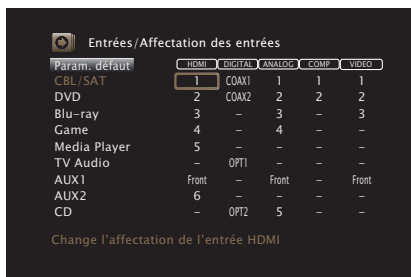 Entrées/Affectation des entrées
Param. défaut HDMI DIGITAL ANALOG COMP VIDEO
CBL/SAT 1 COAX1 1 1 1
DVD 2 COAX2 2 2 2
Blu-ray 3 – 3 – 3
Game 4 – 4 – –
Media Player 5 – – – –
TV Audio – OPT1 – – –
AUX1 Front – Front – Front
AUX2 6 – – – –
CD – OPT2 5 – –
Change l'affectation de l'entrée HDMI